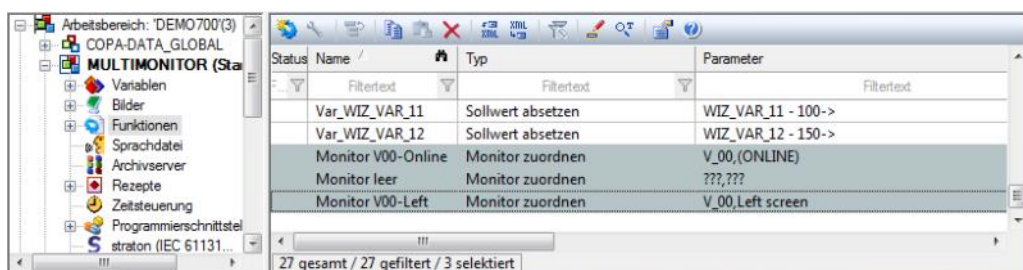 Arbeitsbereich: 'DEMO700'(3)
COPA-DATA_GLOBAL
MULTIMONITOR (Sta
Variablen
Bilder
Funktionen
Sprachdatei
Archivserver
Rezepte
Zeitsteuerung
Programmierschnittstel
straton (IEC 61131...
XML XML
Status Name Typ Parameter
F... Filtertext Filtertext Filtertext
Var_WIZ_VAR_11 Sollwert absetzen WIZ_VAR_11 - 100->
Var_WIZ_VAR_12 Sollwert absetzen WIZ_VAR_12 - 150->
Monitor V00-Online Monitor zuordnen V_00,(ONLINE)
Monitor leer Monitor zuordnen ???,???
Monitor V00-Left Monitor zuordnen V_00,Left screen
27 gesamt / 27 gefiltert / 3 selektiert